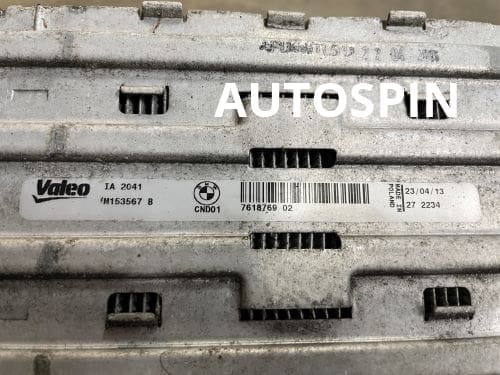 AUTOSPIN
Valeo IA 2041
M153567 B
CND01
7618769 02
MADE IN
POLAND
23/04/13
27 2234